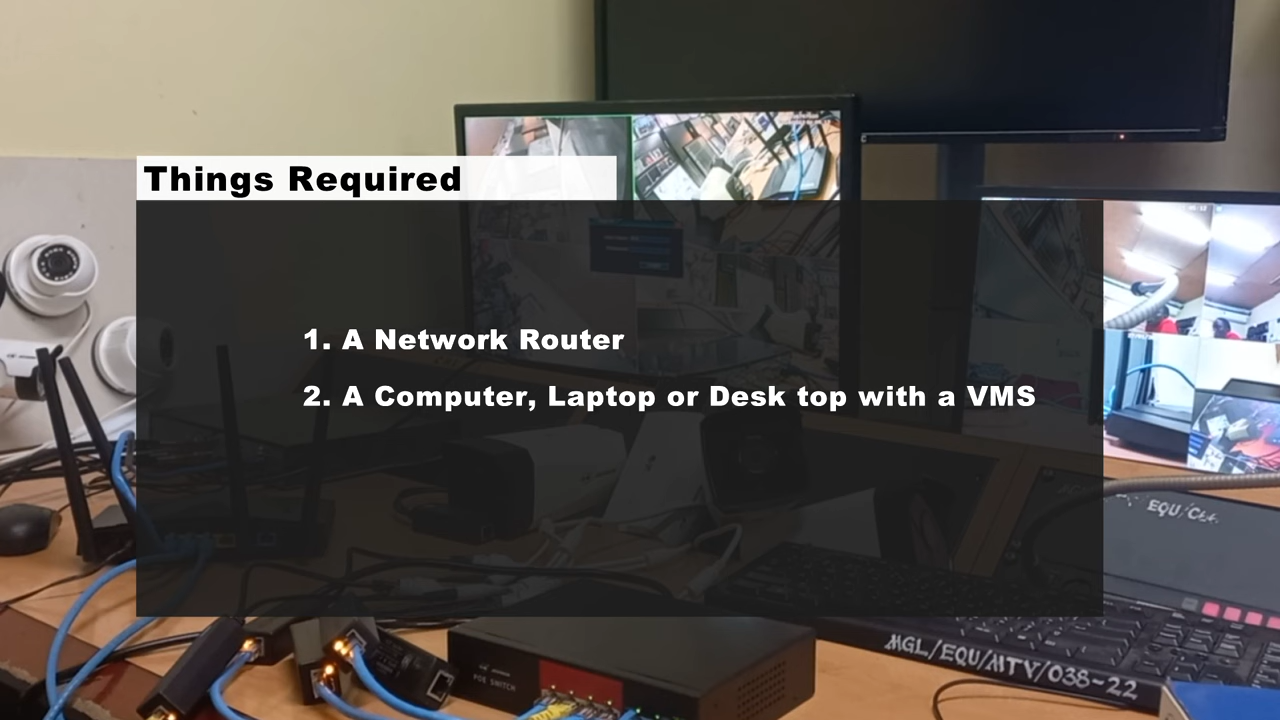 Things Required
1. A Network Router
2. A Computer, Laptop or Desk top with a VMS
EQU/
MGL/EQU/MTV/038-22
POE SWITCH